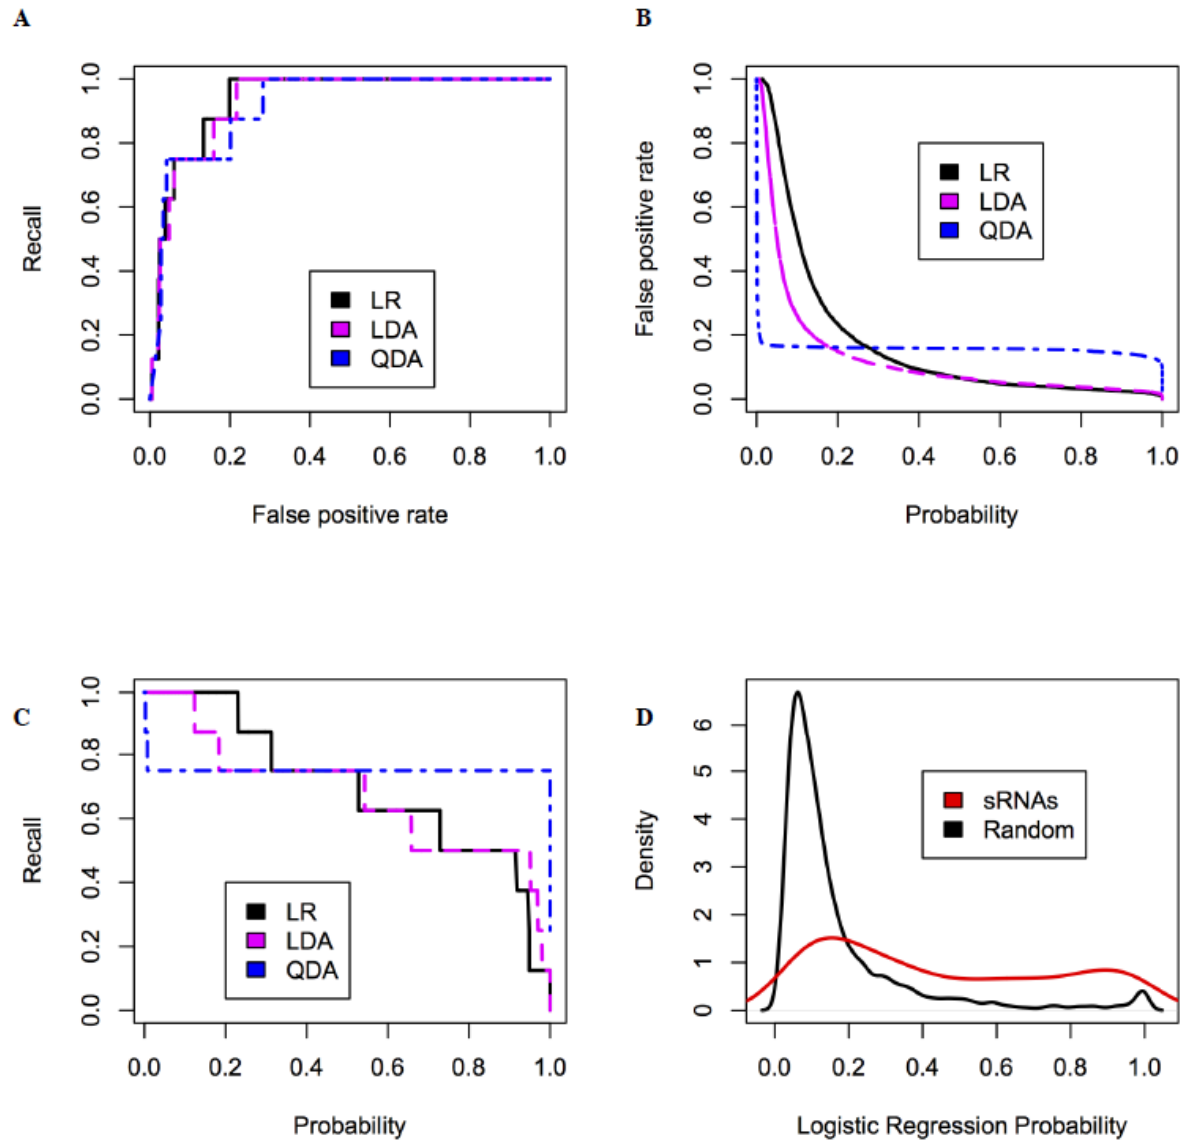 A
Recall
1.0
0.8
0.6
0.4
0.2
0.0
LR
LDA
QDA
0.0 0.2 0.4 0.6 0.8 1.0
False positive rate
B
False positive rate
1.0
0.8
0.6
0.4
0.2
0.0
LR
LDA
QDA
0.0 0.2 0.4 0.6 0.8 1.0
Probability
C
Recall
1.0
0.8
0.6
0.4
0.2
0.0
LR
LDA
QDA
0.0 0.2 0.4 0.6 0.8 1.0
Probability
D
Density
6
5
4
3
2
1
0
sRNAs
Random
0.0 0.2 0.4 0.6 0.8 1.0
Logistic Regression Probability